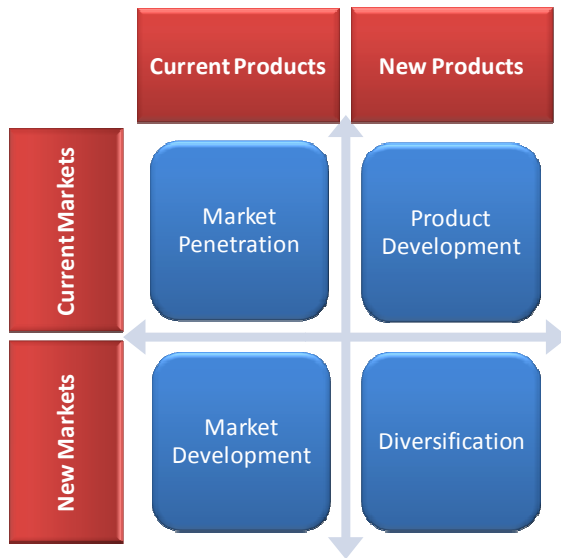 Current Products
New Products
Current Markets
Market
Penetration
Product
Development
New Markets
Market
Development
Diversification